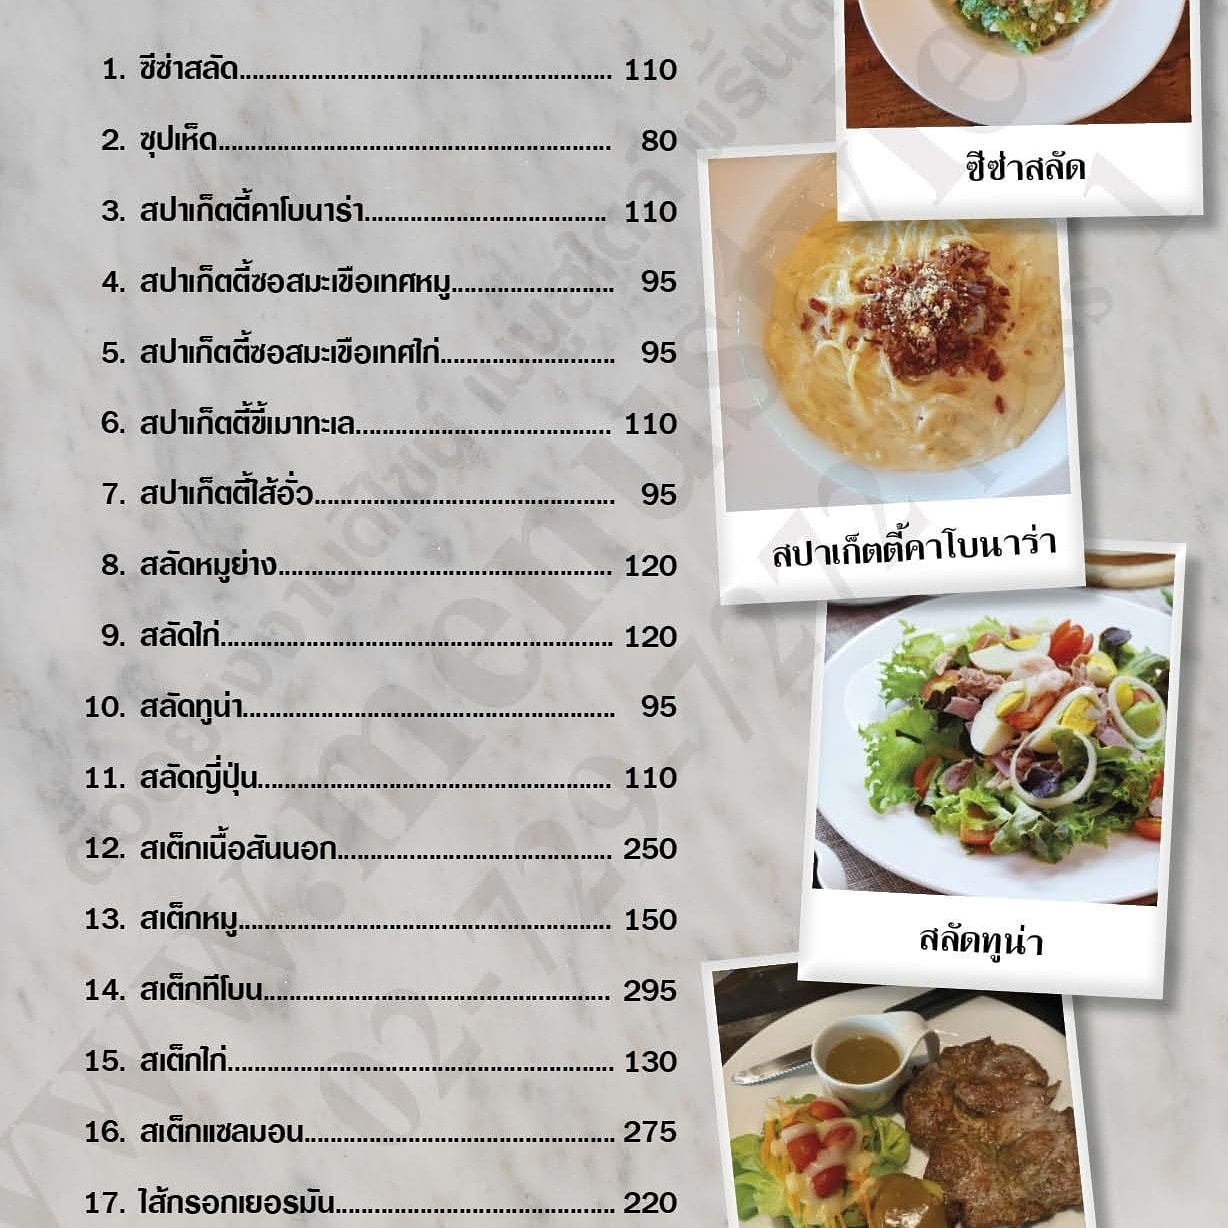 1. ซีซ่าสลัด 110
2. ซุปเห็ด 80
3. สปาเก็ตตี้คาโบนาร่า 110
4. สปาเก็ตตี้ซอสมะเขือเทศหมู 95
5. สปาเก็ตตี้ซอสมะเขือเทศไก่ 95
6. สปาเก็ตตี้ขี้เมาทะเล 110
7. สปาเก็ตตี้ไส้อั่ว 95
8. สลัดหมูย่าง 120
9. สลัดไก่ 120
10. สลัดทูน่า 95
11. สลัดญี่ปุ่น 110
12. สเต็กเนื้อสันนอก 250
13. สเต็กหมู 150
14. สเต็กทีโบน 295
15. สเต็กไก่ 130
16. สเต็กแซลมอน 275
17. ไส้กรอกเยอรมัน 220
ซีซ่าสลัด
สปาเก็ตตี้คาโบนาร่า
สลัดทูน่า